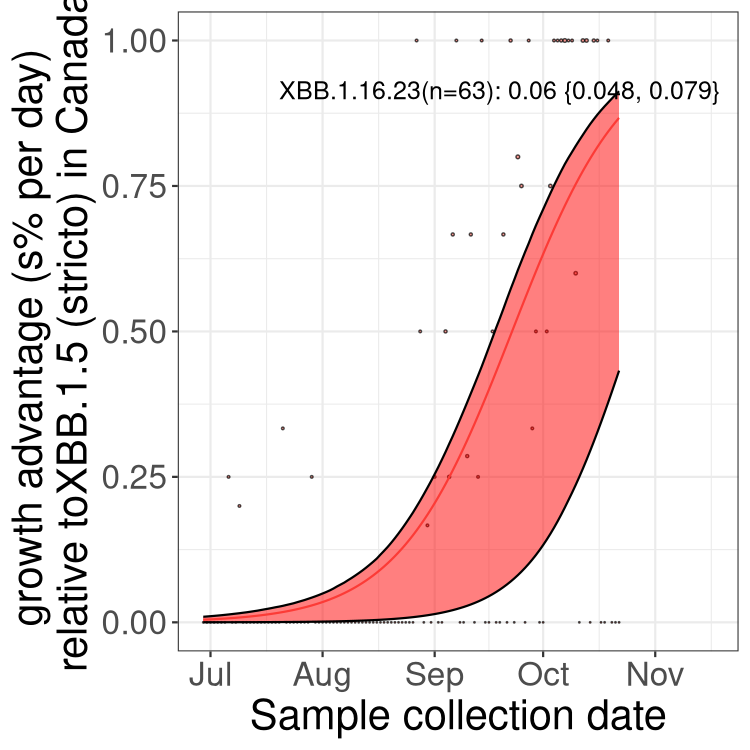 growth advantage (s% per day)
relative toXBB.1.5 (stricto) in Canada
1.00
0.75
0.50
0.25
0.00
XBB.1.16.23(n=63): 0.06 {0.048, 0.079}
Jul Aug Sep Oct Nov
Sample collection date